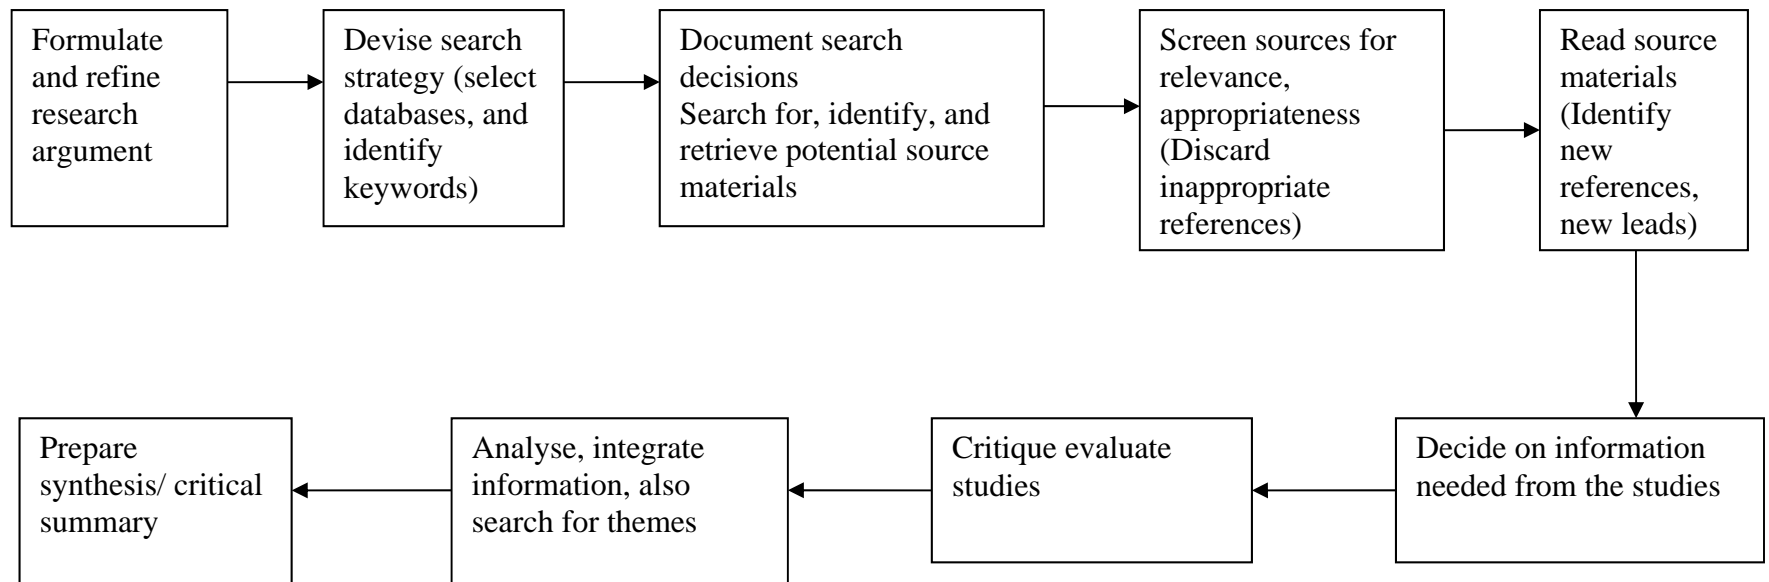 Formulate
and refine
research
argument
Devise search
strategy (select
databases, and
identify
keywords)
Document search
decisions
Search for, identify, and
retrieve potential source
materials
Screen sources for
relevance,
appropriateness
(Discard
inappropriate
references)
Read source
materials
(Identify
new
references,
new leads)
Decide on information
needed from the studies
Critique evaluate
studies
Analyse, integrate
information, also
search for themes
Prepare
synthesis/ critical
summary